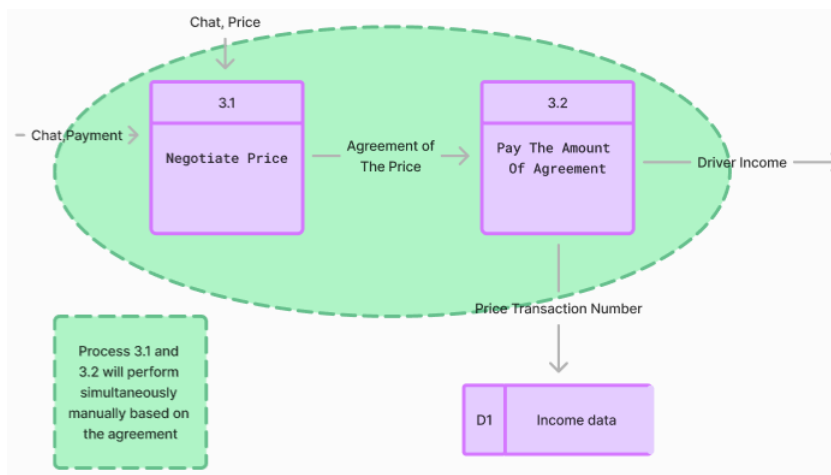 Chat, Price
3.1
3.2
Chat,Payment
Negotiate Price
Agreement of
The Price
Pay The Amount
Of Agreement
Driver Income
Price Transaction Number
Process 3.1 and
3.2 will perform
simultaneously
manually based on
the agreement
D1
Income data